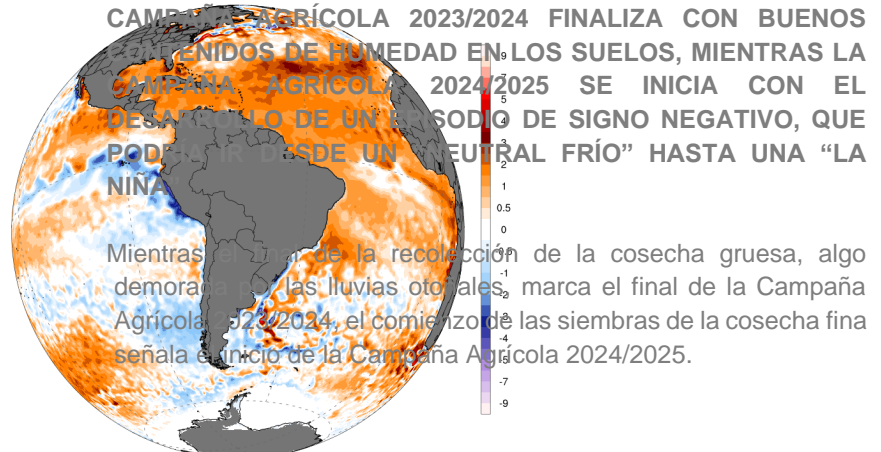 CAMPAÑA AGRÍCOLA 2023/2024 FINALIZA CON BUENOS
CONTENIDOS DE HUMEDAD EN LOS SUELOS, MIENTRAS LA
CAMPAÑA AGRICOLA 2024/2025 SE INICIA CON EL
DESARROLLO DE UN EPISODIO DE SIGNO NEGATIVO, QUE
PODRÍA IR DESDE UN “NEUTRAL FRÍO” HASTA UNA “LA
NIÑA”
Mientras el final de la recolección de la cosecha gruesa, algo
demorada por las lluvias otoñales, marca el final de la Campaña
Agrícola 2023/2024, el comienzo de las siembras de la cosecha fina
señala el inicio de la Campaña Agrícola 2024/2025.
9
5
3
2
1
0.5
0
-1
-2
-4
-7
-9